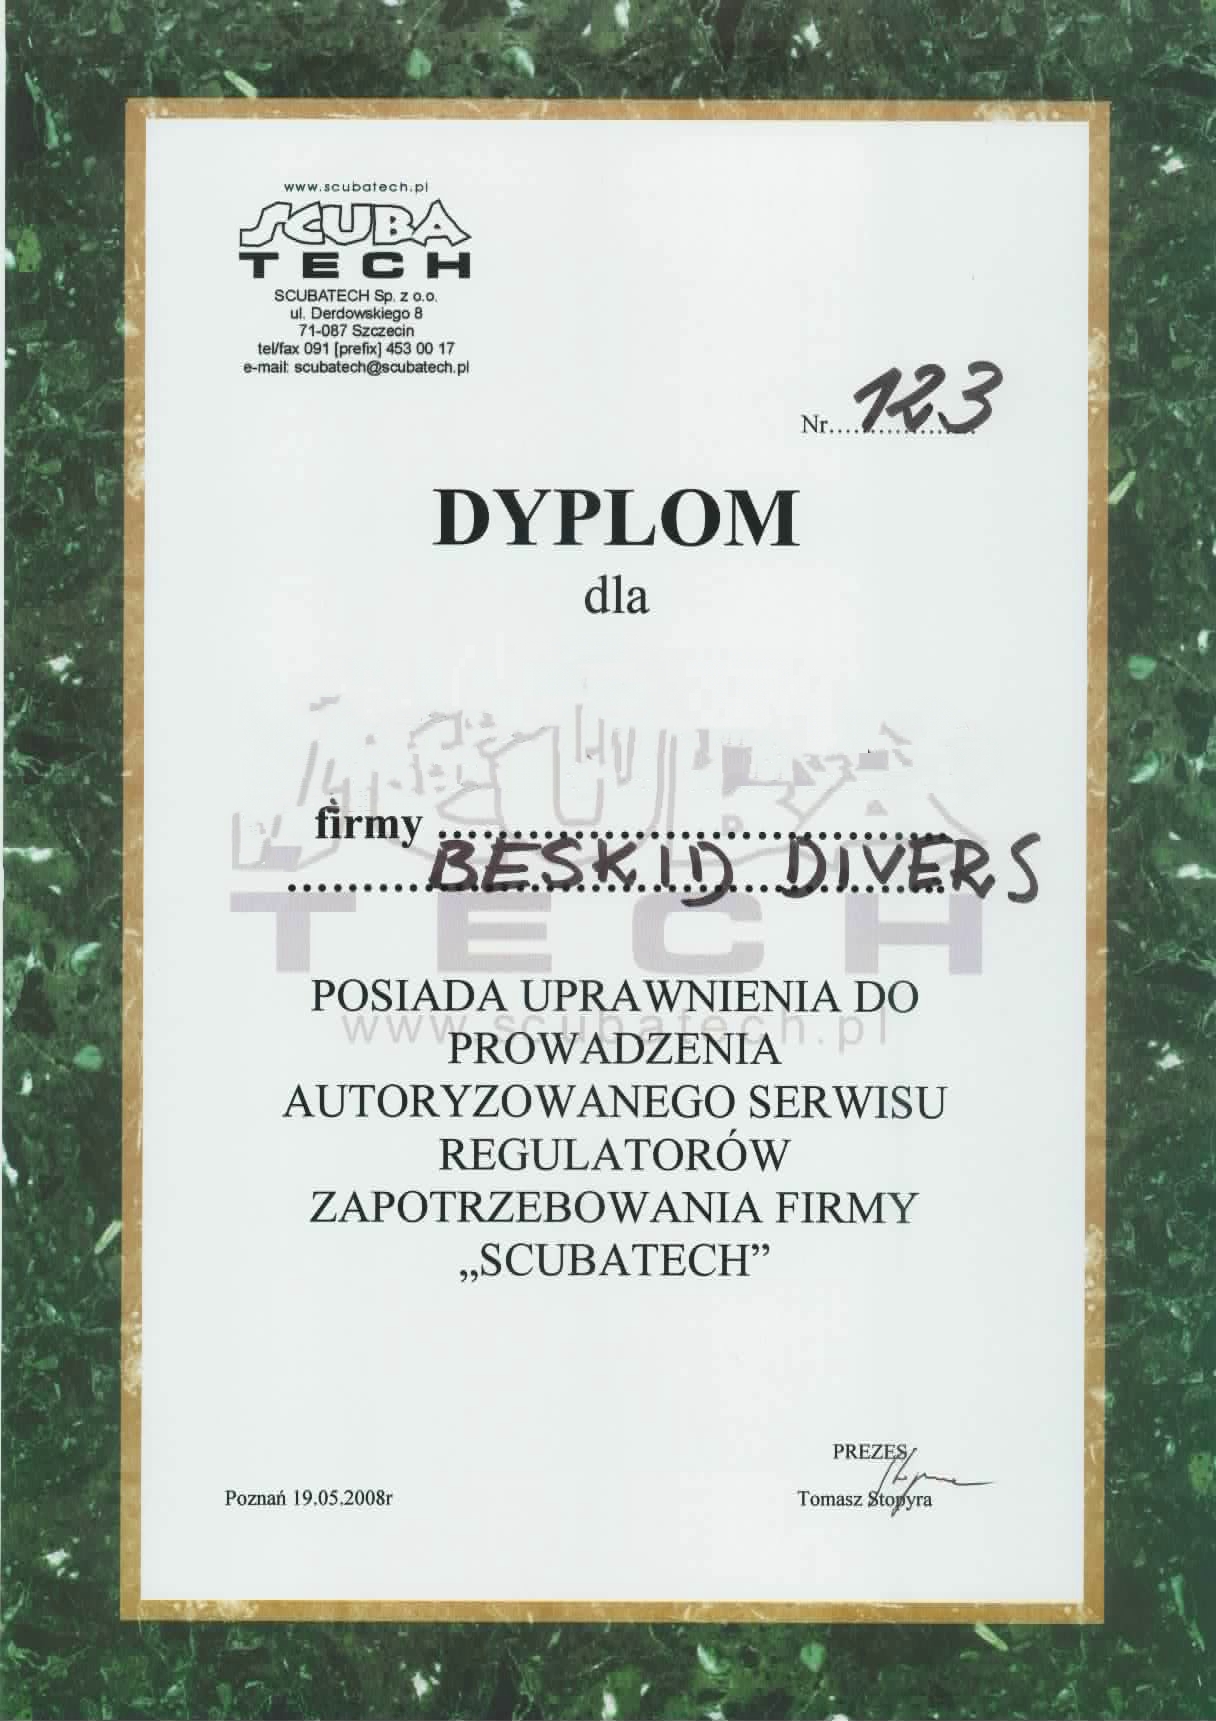 www.scubatech.pl
SCUBA
TECH
SCUBATECH Sp. z o.o.
ul. Derdowskiego 8
71-087 Szczecin
tel/fax 091 [prefix] 453 00 17
e-mail: scubatech@scubatech.pl
Nr.................. 123
DYPLOM
dla
SCUBA
firmy ..................................
BESKID DIVERS
TECH
POSIADA UPRAWNIENIA DO
www.scubatech.pl
PROWADZENIA
AUTORYZOWANEGO SERWISU
REGULATORÓW
ZAPOTRZEBOWANIA FIRMY
„SCUBATECH”
PREZES
Poznań 19.05.2008r
Tomasz Stopyra